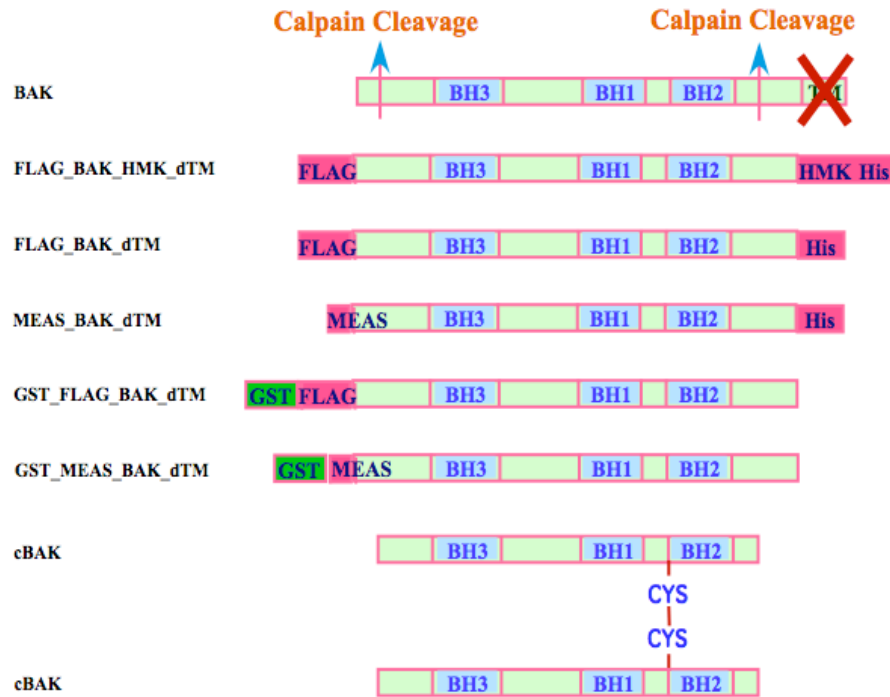 Calpain Cleavage Calpain Cleavage
BAK BH3 BH1 BH2 TM
FLAG_BAK_HMK_dTM FLAG BH3 BH1 BH2 HMK His
FLAG_BAK_dTM FLAG BH3 BH1 BH2 His
MEAS_BAK_dTM MEAS BH3 BH1 BH2 His
GST_FLAG_BAK_dTM GST FLAG BH3 BH1 BH2
GST_MEAS_BAK_dTM GST MEAS BH3 BH1 BH2
cBAK BH3 BH1 BH2
CYS
CYS
cBAK BH3 BH1 BH2